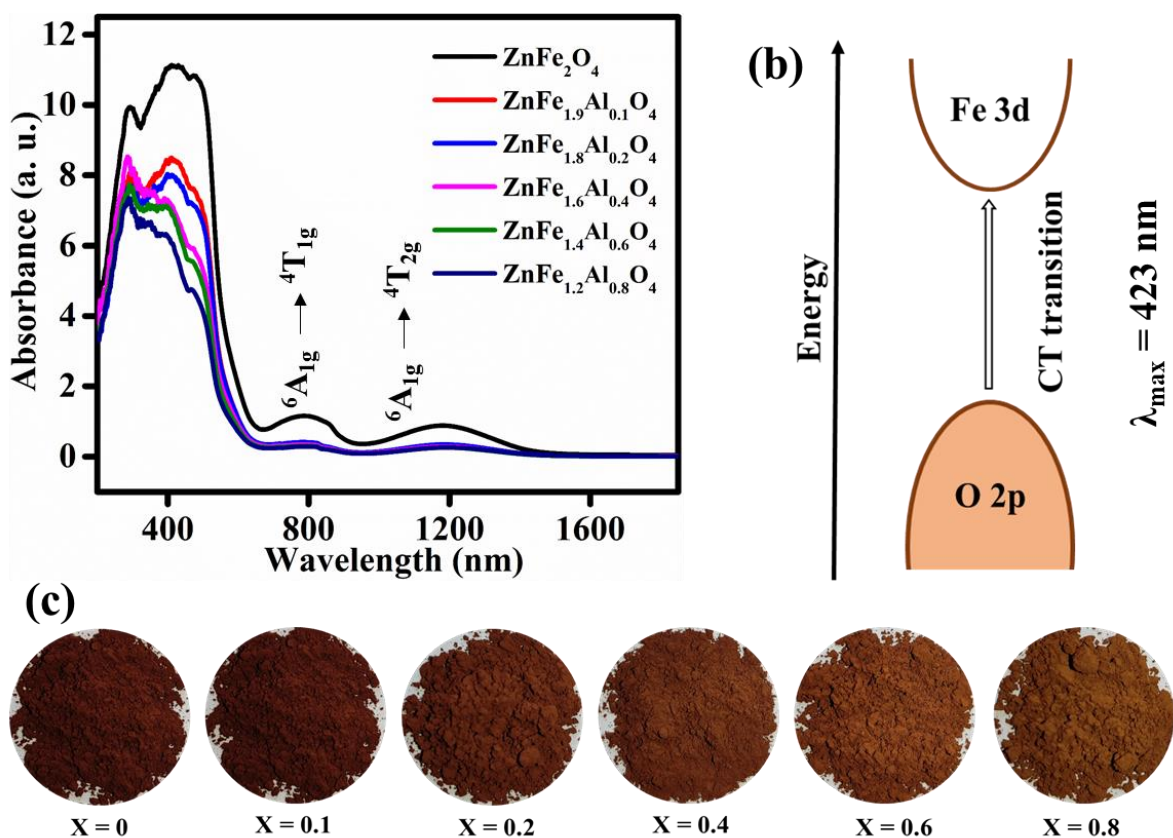 12
10
8
6
4
2
0
Absorbance (a. u.)
400
800
1200
1600
Wavelength (nm)
ZnFe₂O₄
ZnFe₁.₉Al₀.₁O₄
ZnFe₁.₈Al₀.₂O₄
ZnFe₁.₆Al₀.₄O₄
ZnFe₁.₄Al₀.₆O₄
ZnFe₁.₂Al₀.₈O₄
⁶A₁g → ⁴T₁g
⁶A₁g → ⁴T₂g
(b)
Energy
Fe 3d
CT transition
O 2p
λmax = 423 nm
(c)
X = 0
X = 0.1
X = 0.2
X = 0.4
X = 0.6
X = 0.8